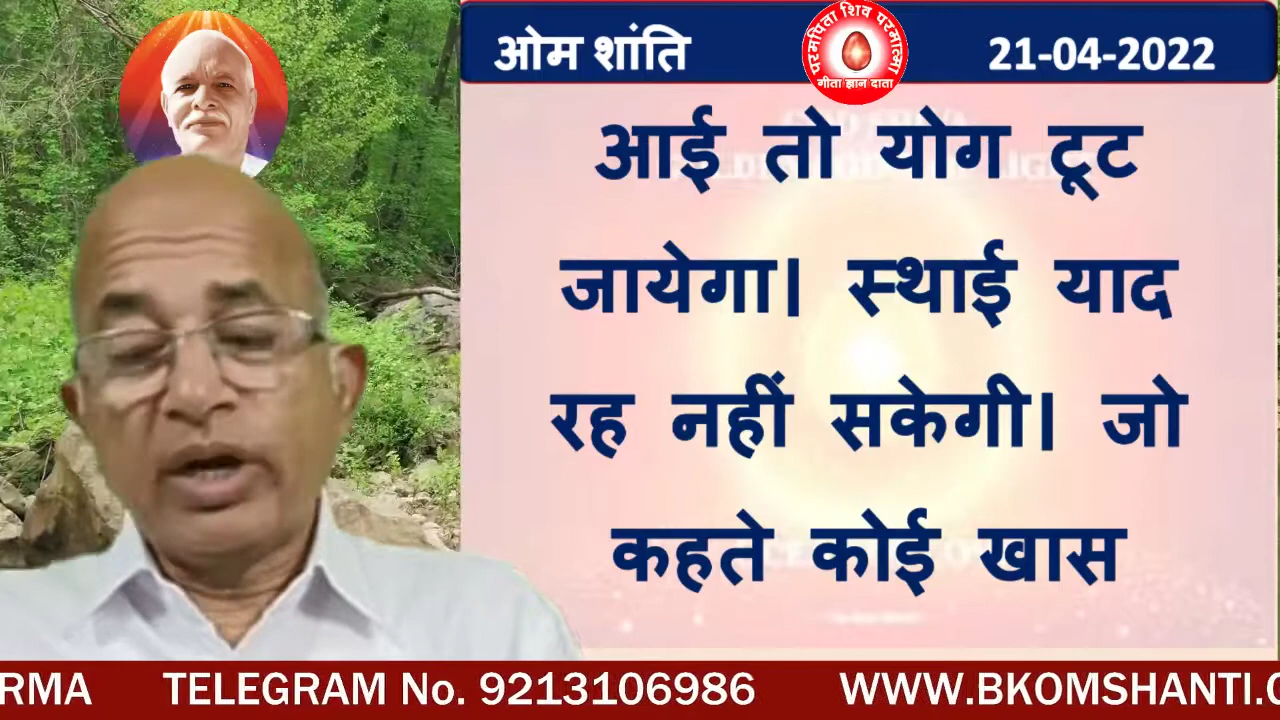 ओम शांति
परमपिता शिव परमात्मा
गीता ज्ञान दाता
21-04-2022
आई तो योग टूट
जायेगा। स्थाई याद
रह नहीं सकेगी। जो
कहते कोई खास
RMA TELEGRAM No. 9213106986 WWW.BKOMSHANTI.C